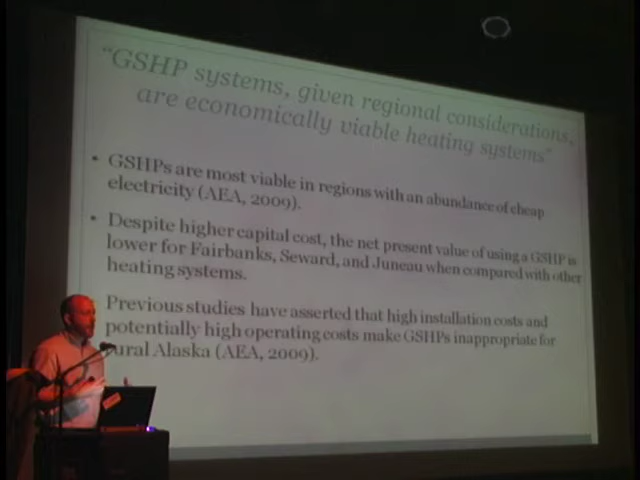 “GSHP systems, given regional considerations,
are economically viable heating systems”
• GSHPs are most viable in regions with an abundance of cheap
electricity (AEA, 2009).
• Despite higher capital cost, the net present value of using a GSHP is
lower for Fairbanks, Seward, and Juneau when compared with other
heating systems.
Previous studies have asserted that high installation costs and
potentially high operating costs make GSHPs inappropriate for
rural Alaska (AEA, 2009).